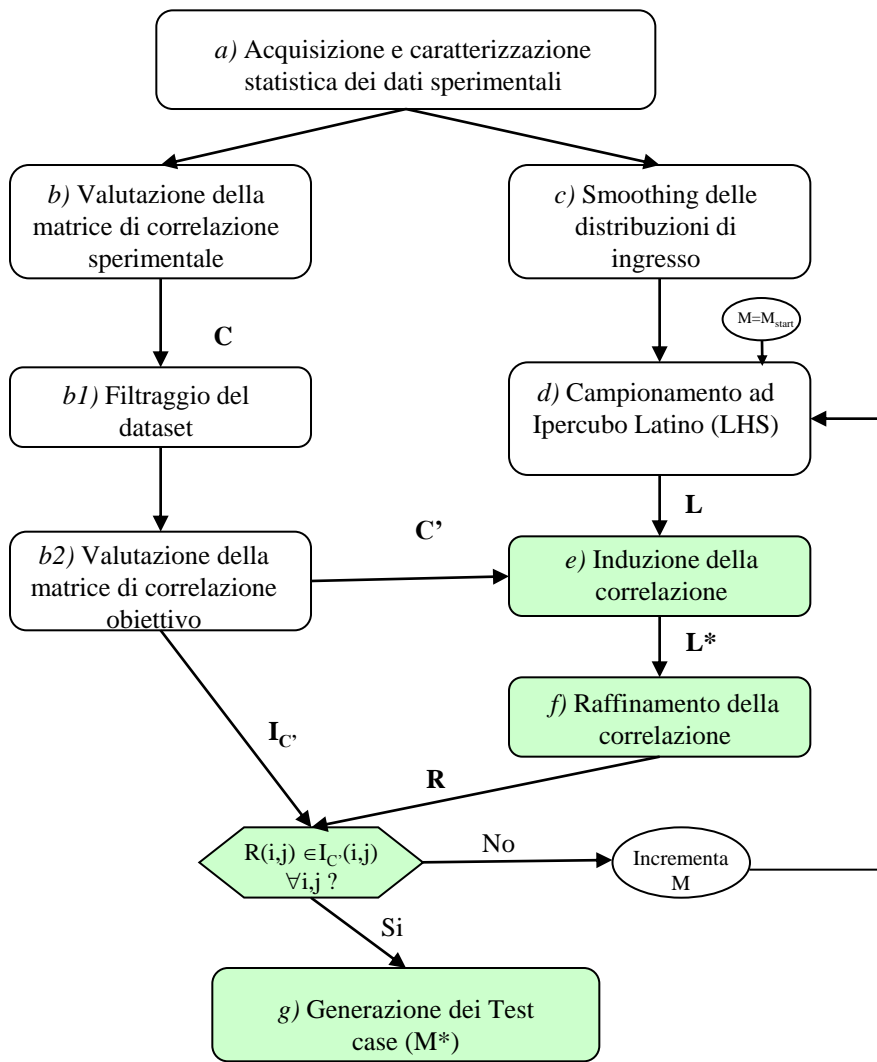 a) Acquisizione e caratterizzazione
statistica dei dati sperimentali
b) Valutazione della
matrice di correlazione
sperimentale
c) Smoothing delle
distribuzioni di
ingresso
C
M=Mstart
b1) Filtraggio del
dataset
d) Campionamento ad
Ipercubo Latino (LHS)
L
C’
b2) Valutazione della
matrice di correlazione
obiettivo
e) Induzione della
correlazione
L*
f) Raffinamento della
correlazione
IC’
R
R(i,j) ∈IC’(i,j)
∀i,j ?
No
Incrementa
M
Si
g) Generazione dei Test
case (M*)